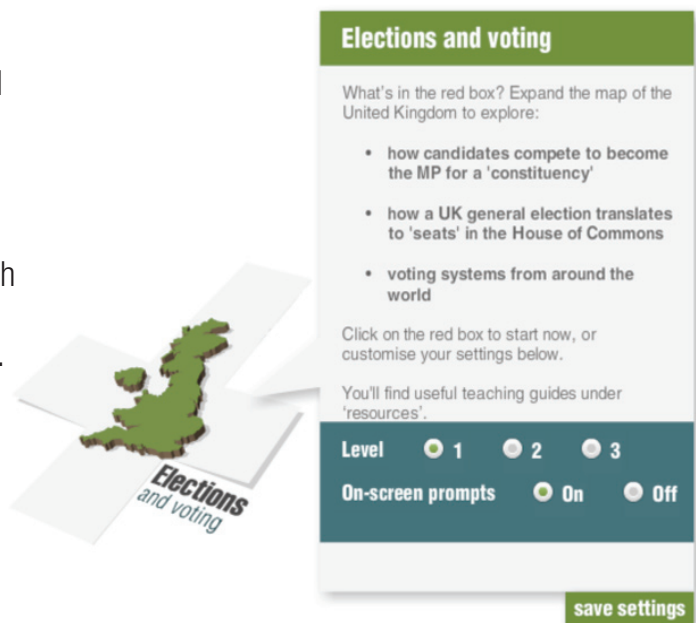 Elections and voting
What's in the red box? Expand the map of the
United Kingdom to explore:
• how candidates compete to become
the MP for a 'constituency'
• how a UK general election translates
to 'seats' in the House of Commons
• voting systems from around the
world
Click on the red box to start now, or
customise your settings below.
You'll find useful teaching guides under
'resources'.
Level 1 2 3
On-screen prompts On Off
save settings
Elections
and voting